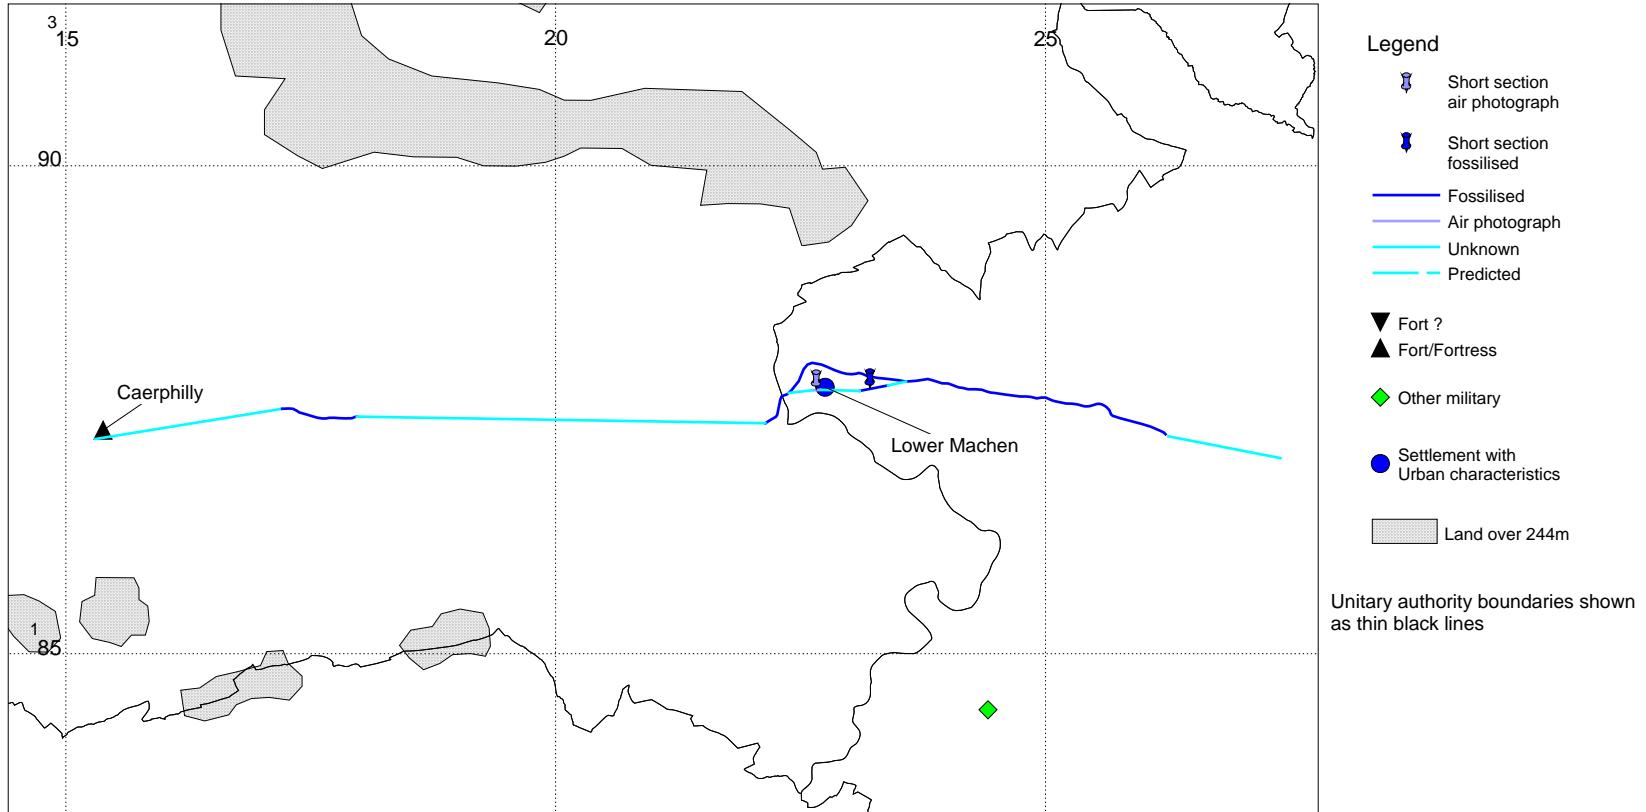 3
15
20
25
90
Caerphilly
Lower Machen
1
85
Legend
Short section
air photograph
Short section
fossilised
Fossilised
Air photograph
Unknown
Predicted
Fort ?
Fort/Fortress
Other military
Settlement with
Urban characteristics
Land over 244m
Unitary authority boundaries shown
as thin black lines